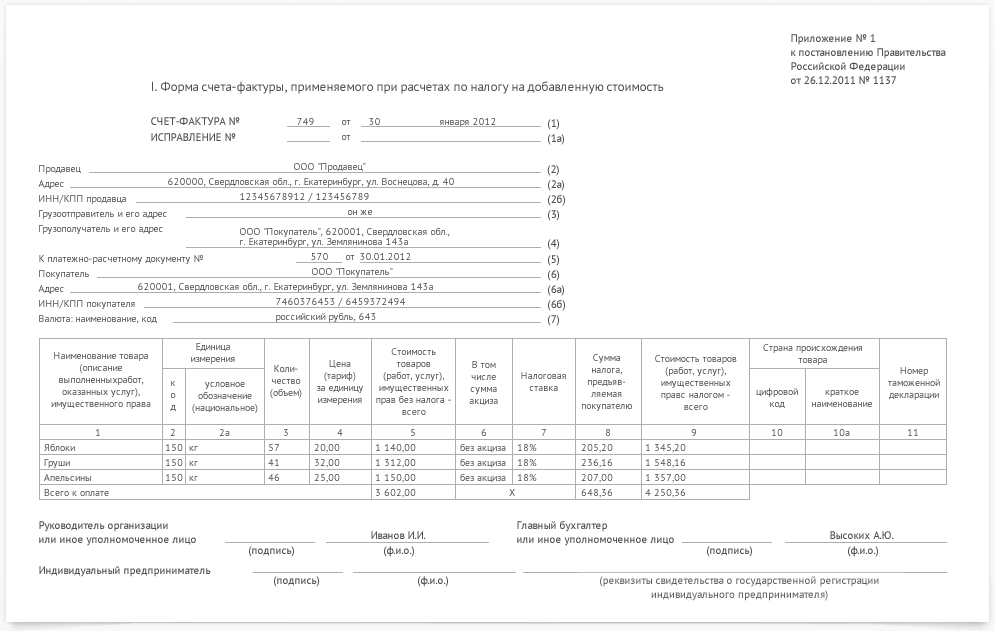 Приложение № 1
к постановлению Правительства
Российской Федерации
от 26.12.2011 № 1137
I. Форма счета-фактуры, применяемого при расчетах по налогу на добавленную стоимость
СЧЕТ-ФАКТУРА № 749 от 30 января 2012 (1)
ИСПРАВЛЕНИЕ № от (1а)
Продавец ООО "Продавец" (2)
Адрес 620000, Свердловская обл., г. Екатеринбург, ул. Воснецова, д. 40 (2а)
ИНН/КПП продавца 12345678912 / 123456789 (2б)
Грузоотправитель и его адрес он же (3)
Грузополучатель и его адрес ООО "Покупатель", 620001, Свердловская обл.,
г. Екатеринбург, ул. Землянинова 143а (4)
К платежно-расчетному документу № 570 от 30.01.2012 (5)
Покупатель ООО "Покупатель" (6)
Адрес 620001, Свердловская обл., г. Екатеринбург, ул. Землянинова 143а (6а)
ИНН/КПП покупателя 7460376453 / 6459372494 (6б)
Валюта: наименование, код российский рубль, 643 (7)
Наименование товара
(описание
выполненныхработ,
оказанных услуг),
имущественного права
Единица
измерения
к
о
д
условное
обозначение
(национальное)
Коли-
чество
(объем)
Цена
(тариф)
за единицу
измерения
Стоимость
товаров
(работ, услуг),
имущественных
прав без налога -
всего
В том
числе
сумма
акциза
Налоговая
ставка
Сумма
налога,
предъяв-
ляемая
покупателю
Стоимость товаров
(работ, услуг),
имущественных
правс налогом -
всего
Страна происхождения
товара
цифровой
код
краткое
наименование
Номер
таможенной
декларации
1 2 2а 3 4 5 6 7 8 9 10 10а 11
Яблоки 150 кг 57 20,00 1 140,00 без акциза 18% 205,20 1 345,20
Груши 150 кг 41 32,00 1 312,00 без акциза 18% 236,16 1 548,16
Апельсины 150 кг 46 25,00 1 150,00 без акциза 18% 207,00 1 357,00
Всего к оплате 3 602,00 Х 648,36 4 250,36
Руководитель организации
или иное уполномоченное лицо Иванов И.И.
(подпись) (ф.и.о.)
Главный бухгалтер
или иное уполномоченное лицо Высоких А.Ю.
(подпись) (ф.и.о.)
Индивидуальный предприниматель
(подпись) (ф.и.о.)
(реквизиты свидетельства о государственной регистрации
индивидуального предпринимателя)